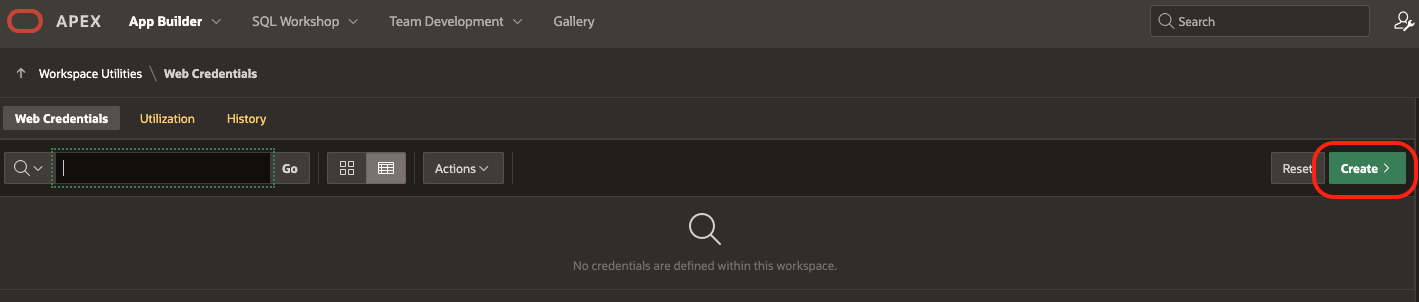 APEX App Builder SQL Workshop Team Development Gallery Search
Workspace Utilities \ Web Credentials
Web Credentials Utilization History
Go Actions Reset Create
No credentials are defined within this workspace.